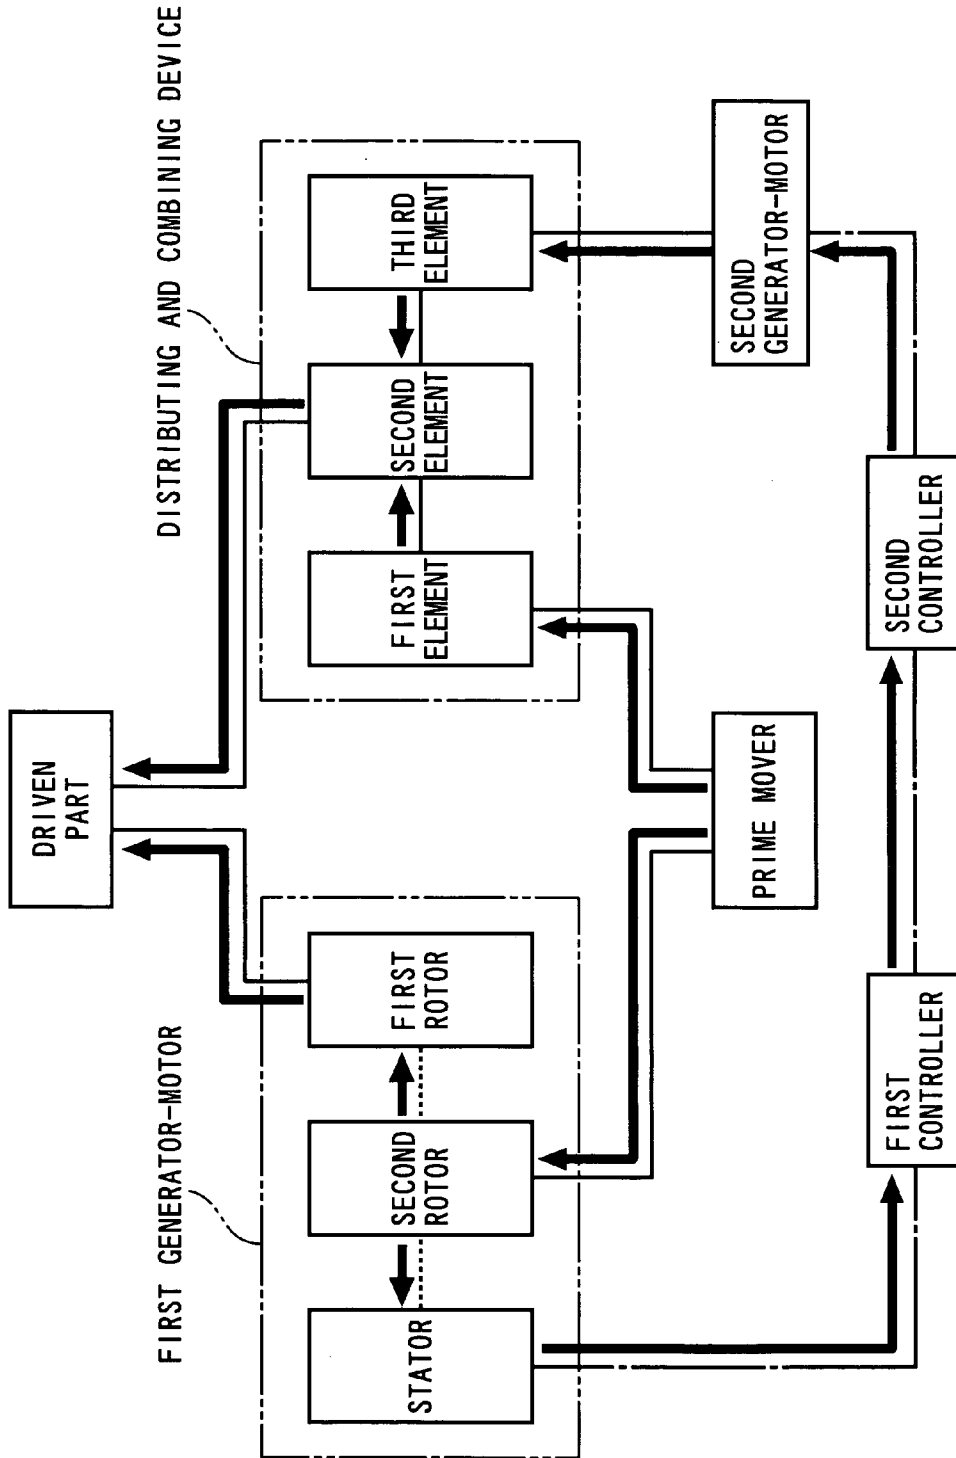 FIRST GENERATOR-MOTOR
DISTRIBUTING AND COMBINING DEVICE
DRIVEN
PART
STATOR
SECOND
ROTOR
FIRST
ROTOR
FIRST
ELEMENT
SECOND
ELEMENT
THIRD
ELEMENT
PRIME MOVER
SECOND
GENERATOR-MOTOR
FIRST
CONTROLLER
SECOND
CONTROLLER